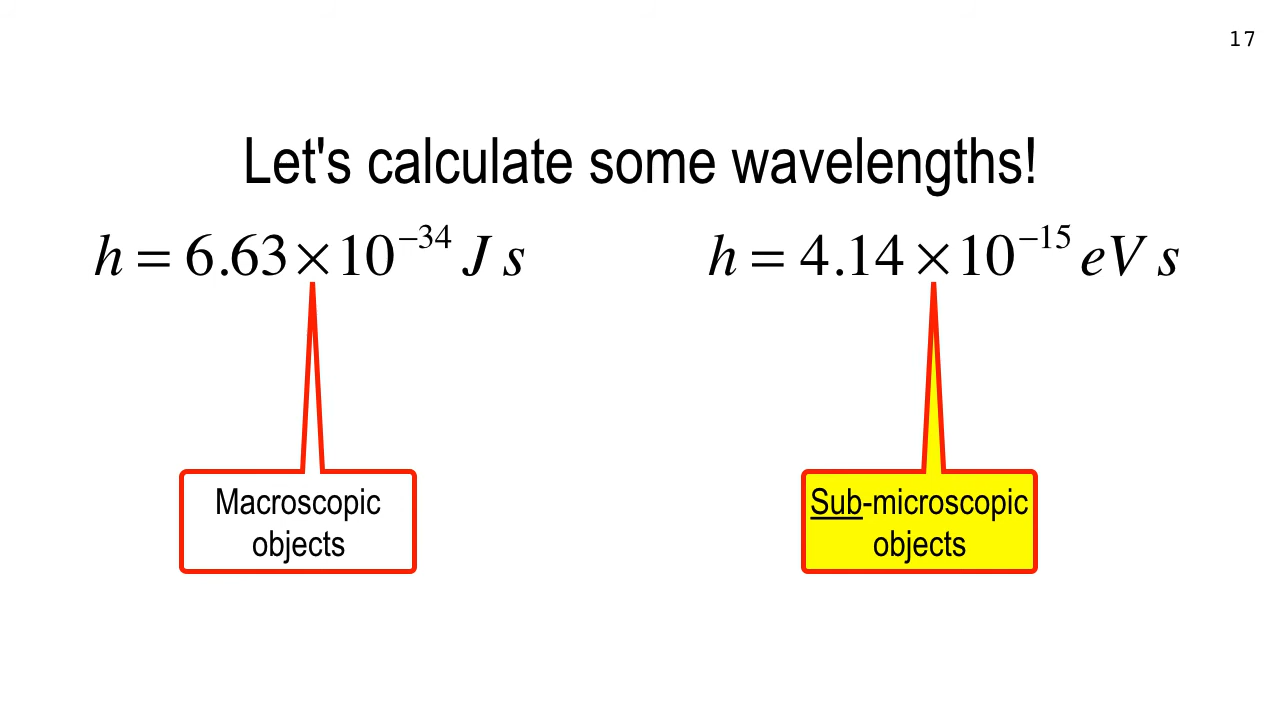 17
Let's calculate some wavelengths!
h = 6.63 × 10⁻³⁴ J s
h = 4.14 × 10⁻¹⁵ eV s
Macroscopic
objects
Sub-microscopic
objects